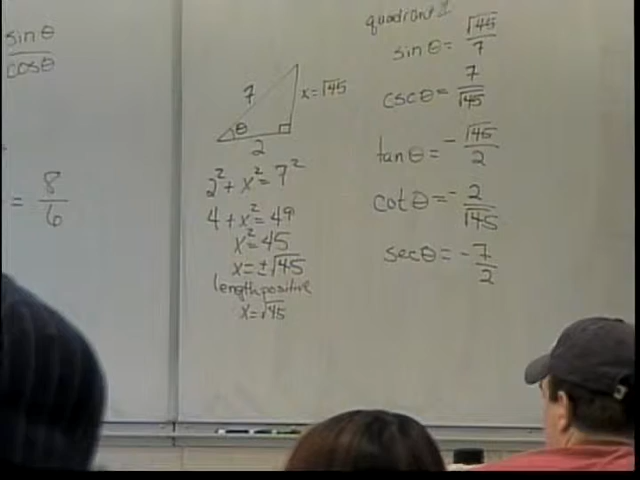 sinθ
cosθ
= 8/6
7
x=√45
θ
2
2²+x²=7²
4+x²=49
x²=45
x=±√45
length positive
x=√45
quadrant II
sinθ= √45/7
cscθ= 7/√45
tanθ= -√45/2
cotθ= -2/√45
secθ= -7/2